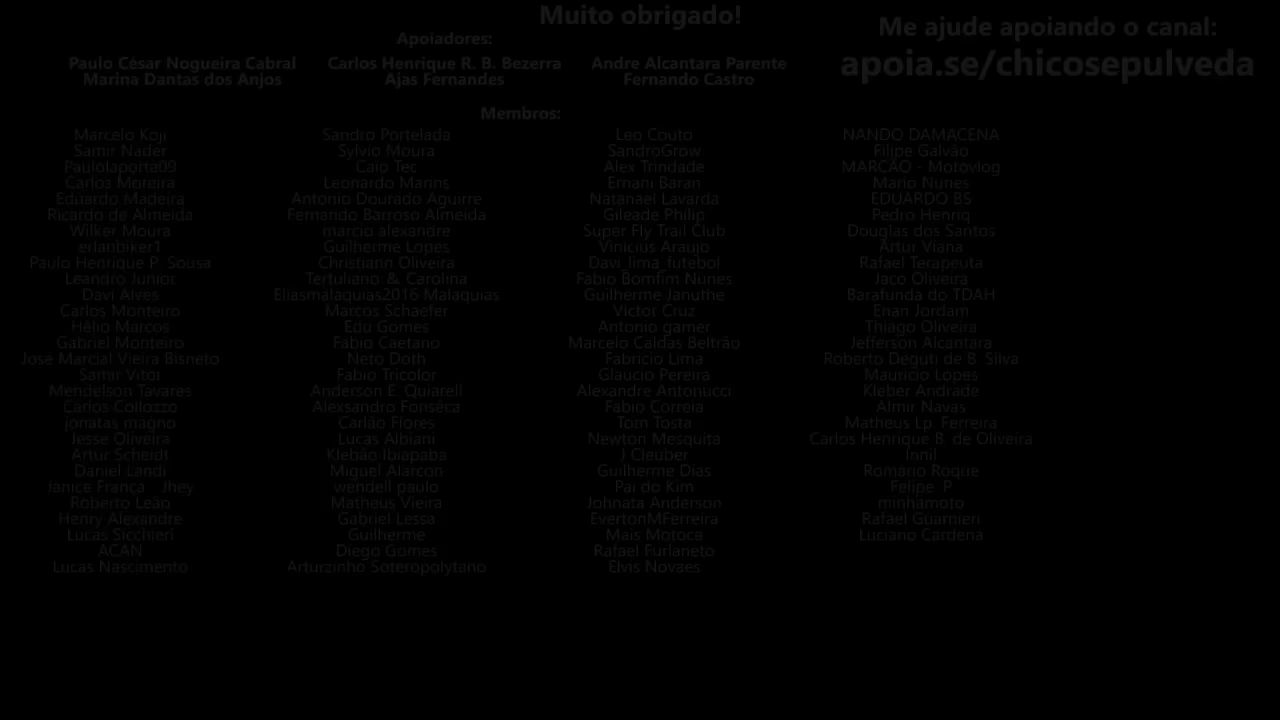 Muito obrigado!
Apoiadores:
Paulo César Nogueira Cabral
Marina Dantas dos Anjos
Carlos Henrique R. B. Bezerra
Ajas Fernandes
Andre Alcantara Parente
Fernando Castro
Me ajude apoiando o canal:
apoia.se/chicosepulveda
Membros:
Marcelo Koji
Samir Nader
Paulolaporta09
Carlos Moreira
Eduardo Madeira
Ricardo de Almeida
Wilker Moura
erlanbiker1
Paulo Henrique P. Sousa
Leandro Junior
Davi Alves
Carlos Monteiro
Hélio Marcos
Gabriel Monteiro
Jose Marcial Vieira Bisneto
Samir Vitor
Mendelson Tavares
Carlos Collozzo
jonatas magno
Jesse Oliveira
Artur Scheidt
Daniel Landi
Janice França _ Jhey
Roberto Leão
Henry Alexandre
Lucas Sicchieri
ACAN
Lucas Nascimento
Sandro Portelada
Sylvio Moura
Caio Tec
Leonardo Marins
Antonio Dourado Aguirre
Fernando Barroso Almeida
marcio alexandre
Guilherme Lopes
Christiann Oliveira
Tertuliano & Carolina
Eliasmalaquias2016 Malaquias
Marcos Schaefer
Edu Gomes
Fabio Caetano
Neto Doth
Fabio Tricolor
Anderson E. Quiarell
Alexsandro Fonsêca
Carlão Flores
Lucas Albiani
Klebão Ibiapaba
Miguel Alarcon
wendell paulo
Matheus Vieira
Gabriel Lessa
Guilherme
Diego Gomes
Arturzinho Soteropolytano
Leo Couto
SandroGrow
Alex Trindade
Ernani Baran
Natanael Lavarda
Gileade Philip
Super Fly Trail Club
Vinicius Araujo
Davi_lima_futebol
Fabio Bomfim Nunes
Guilherme Januthe
Victor Cruz
Antonio gamer
Marcelo Caldas Beltrão
Fabricio Lima
Glaucio Pereira
Alexandre Antonucci
Fabio Correia
Tom Tosta
Newton Mesquita
J Cleuber
Guilherme Dias
Pai do Kim
Johnata Anderson
EvertonMFerreira
Mais Motoca
Rafael Furlaneto
Elvis Novaes
NANDO DAMACENA
Filipe Galvão
MARCÃO - Motovlog
Mario Nunes
EDUARDO BS
Pedro Henriq
Douglas dos Santos
Artur Viana
Rafael Terapeuta
Jaco Oliveira
Barafunda do TDAH
Erian Jordam
Thiago Oliveira
Jefferson Alcantara
Roberto Deguti de B. Silva
Mauricio Lopes
Kleber Andrade
Almir Navas
Matheus Lp. Ferreira
Carlos Henrique B. de Oliveira
Romario Roque
Felipe_P.
minhamoto
Rafael Guarnieri
Luciano Cardena